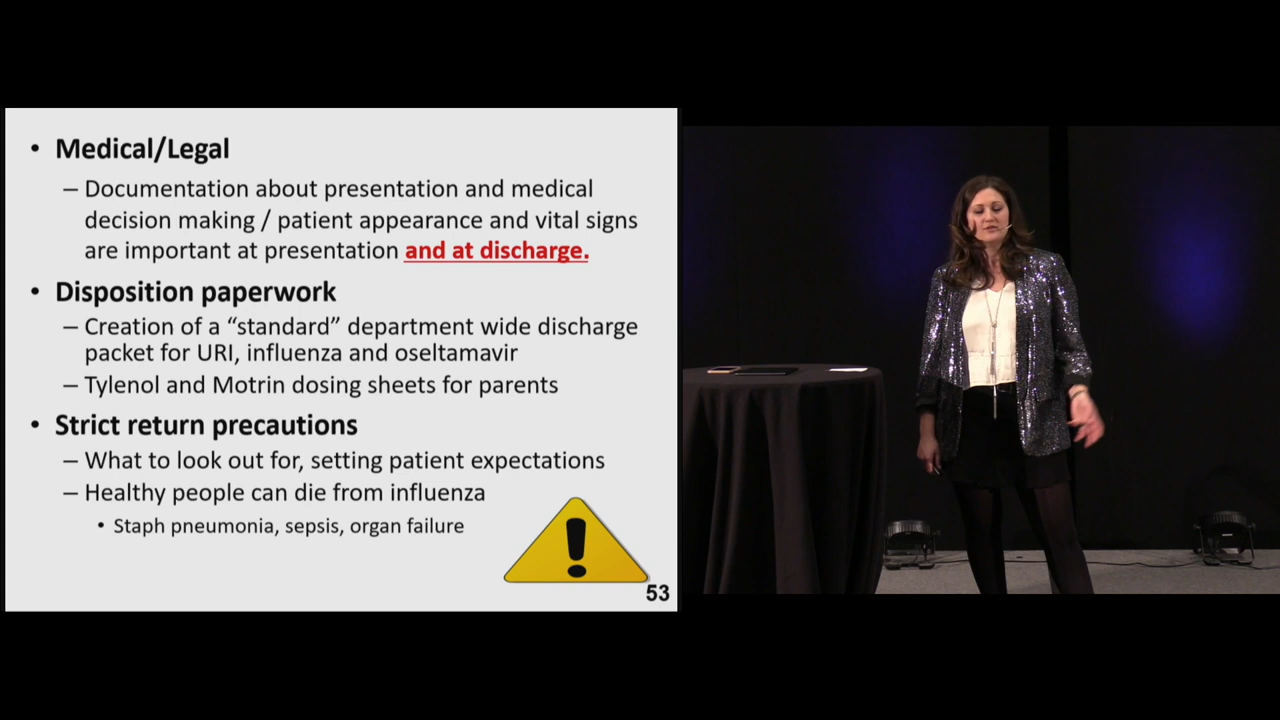 • Medical/Legal
– Documentation about presentation and medical
decision making / patient appearance and vital signs
are important at presentation and at discharge.
• Disposition paperwork
– Creation of a “standard” department wide discharge
packet for URI, influenza and oseltamavir
– Tylenol and Motrin dosing sheets for parents
• Strict return precautions
– What to look out for, setting patient expectations
– Healthy people can die from influenza
• Staph pneumonia, sepsis, organ failure
53